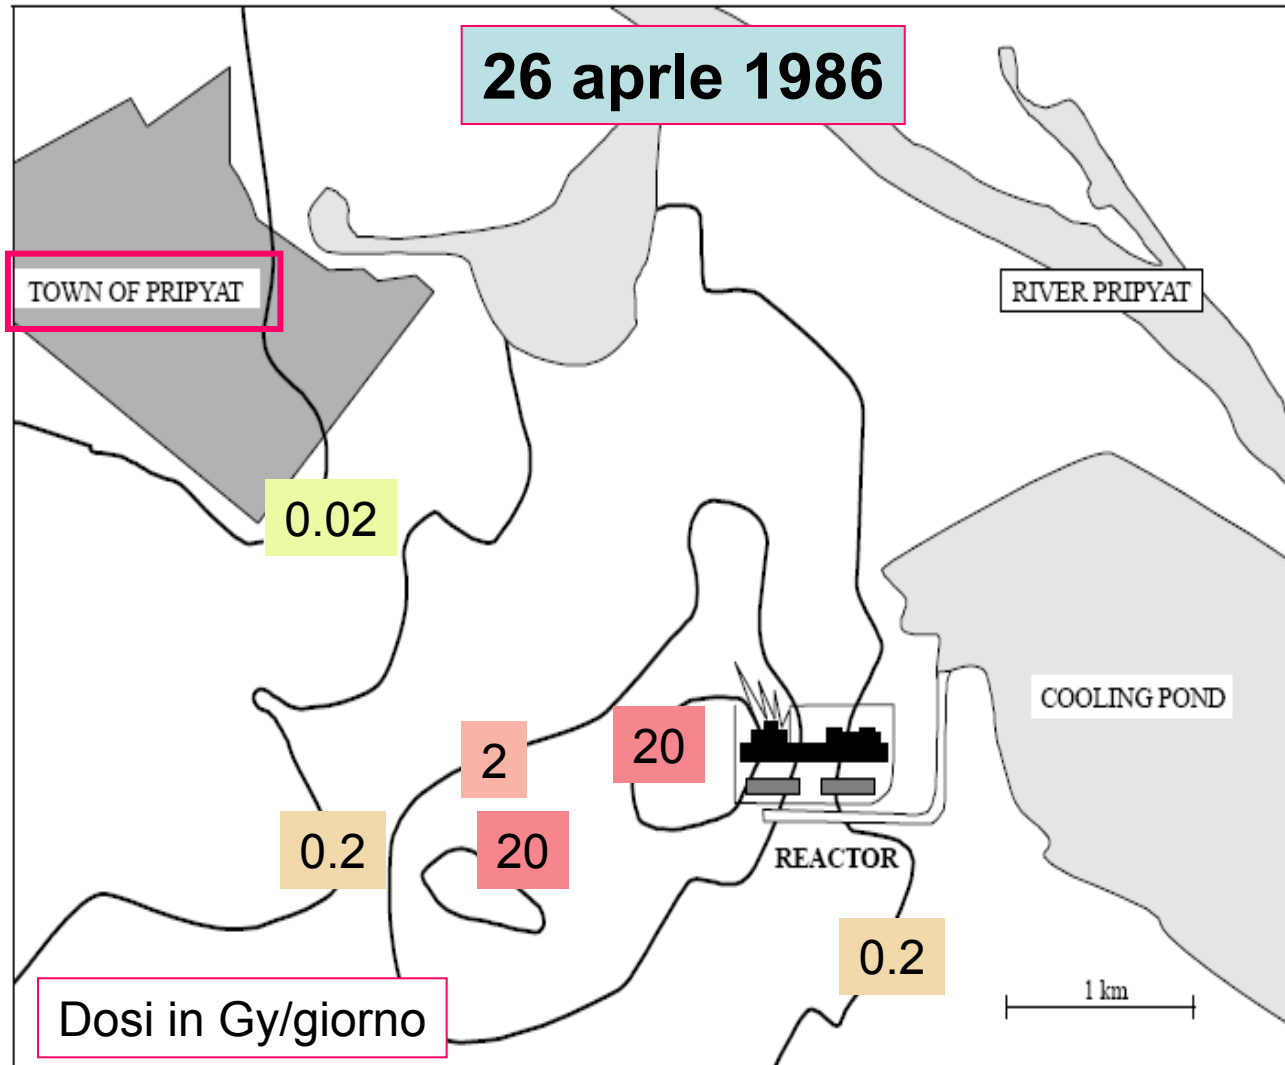 26 aprle 1986
TOWN OF PRIPYAT
RIVER PRIPYAT
0.02
COOLING POND
2
20
0.2
20
REACTOR
0.2
1 km
Dosi in Gy/giorno